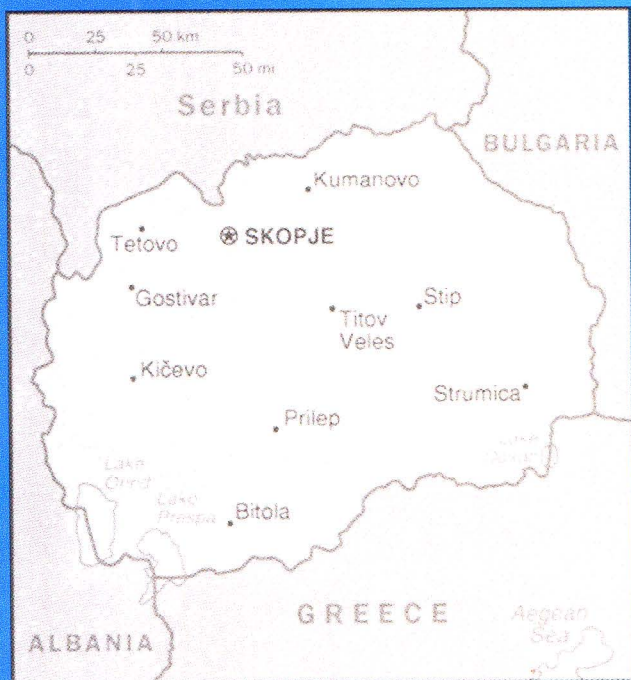 0 25 50 km
0 25 50 mi
Serbia
BULGARIA
Kumanovo
Tetovo
SKOPJE
Gostivar
Titov
Veles
Stip
Kičevo
Strumica
Prilep
Lake
Ohrid
Lake
Prespa
Lake
Bitola
GREECE
Aegean
Sea
ALBANIA